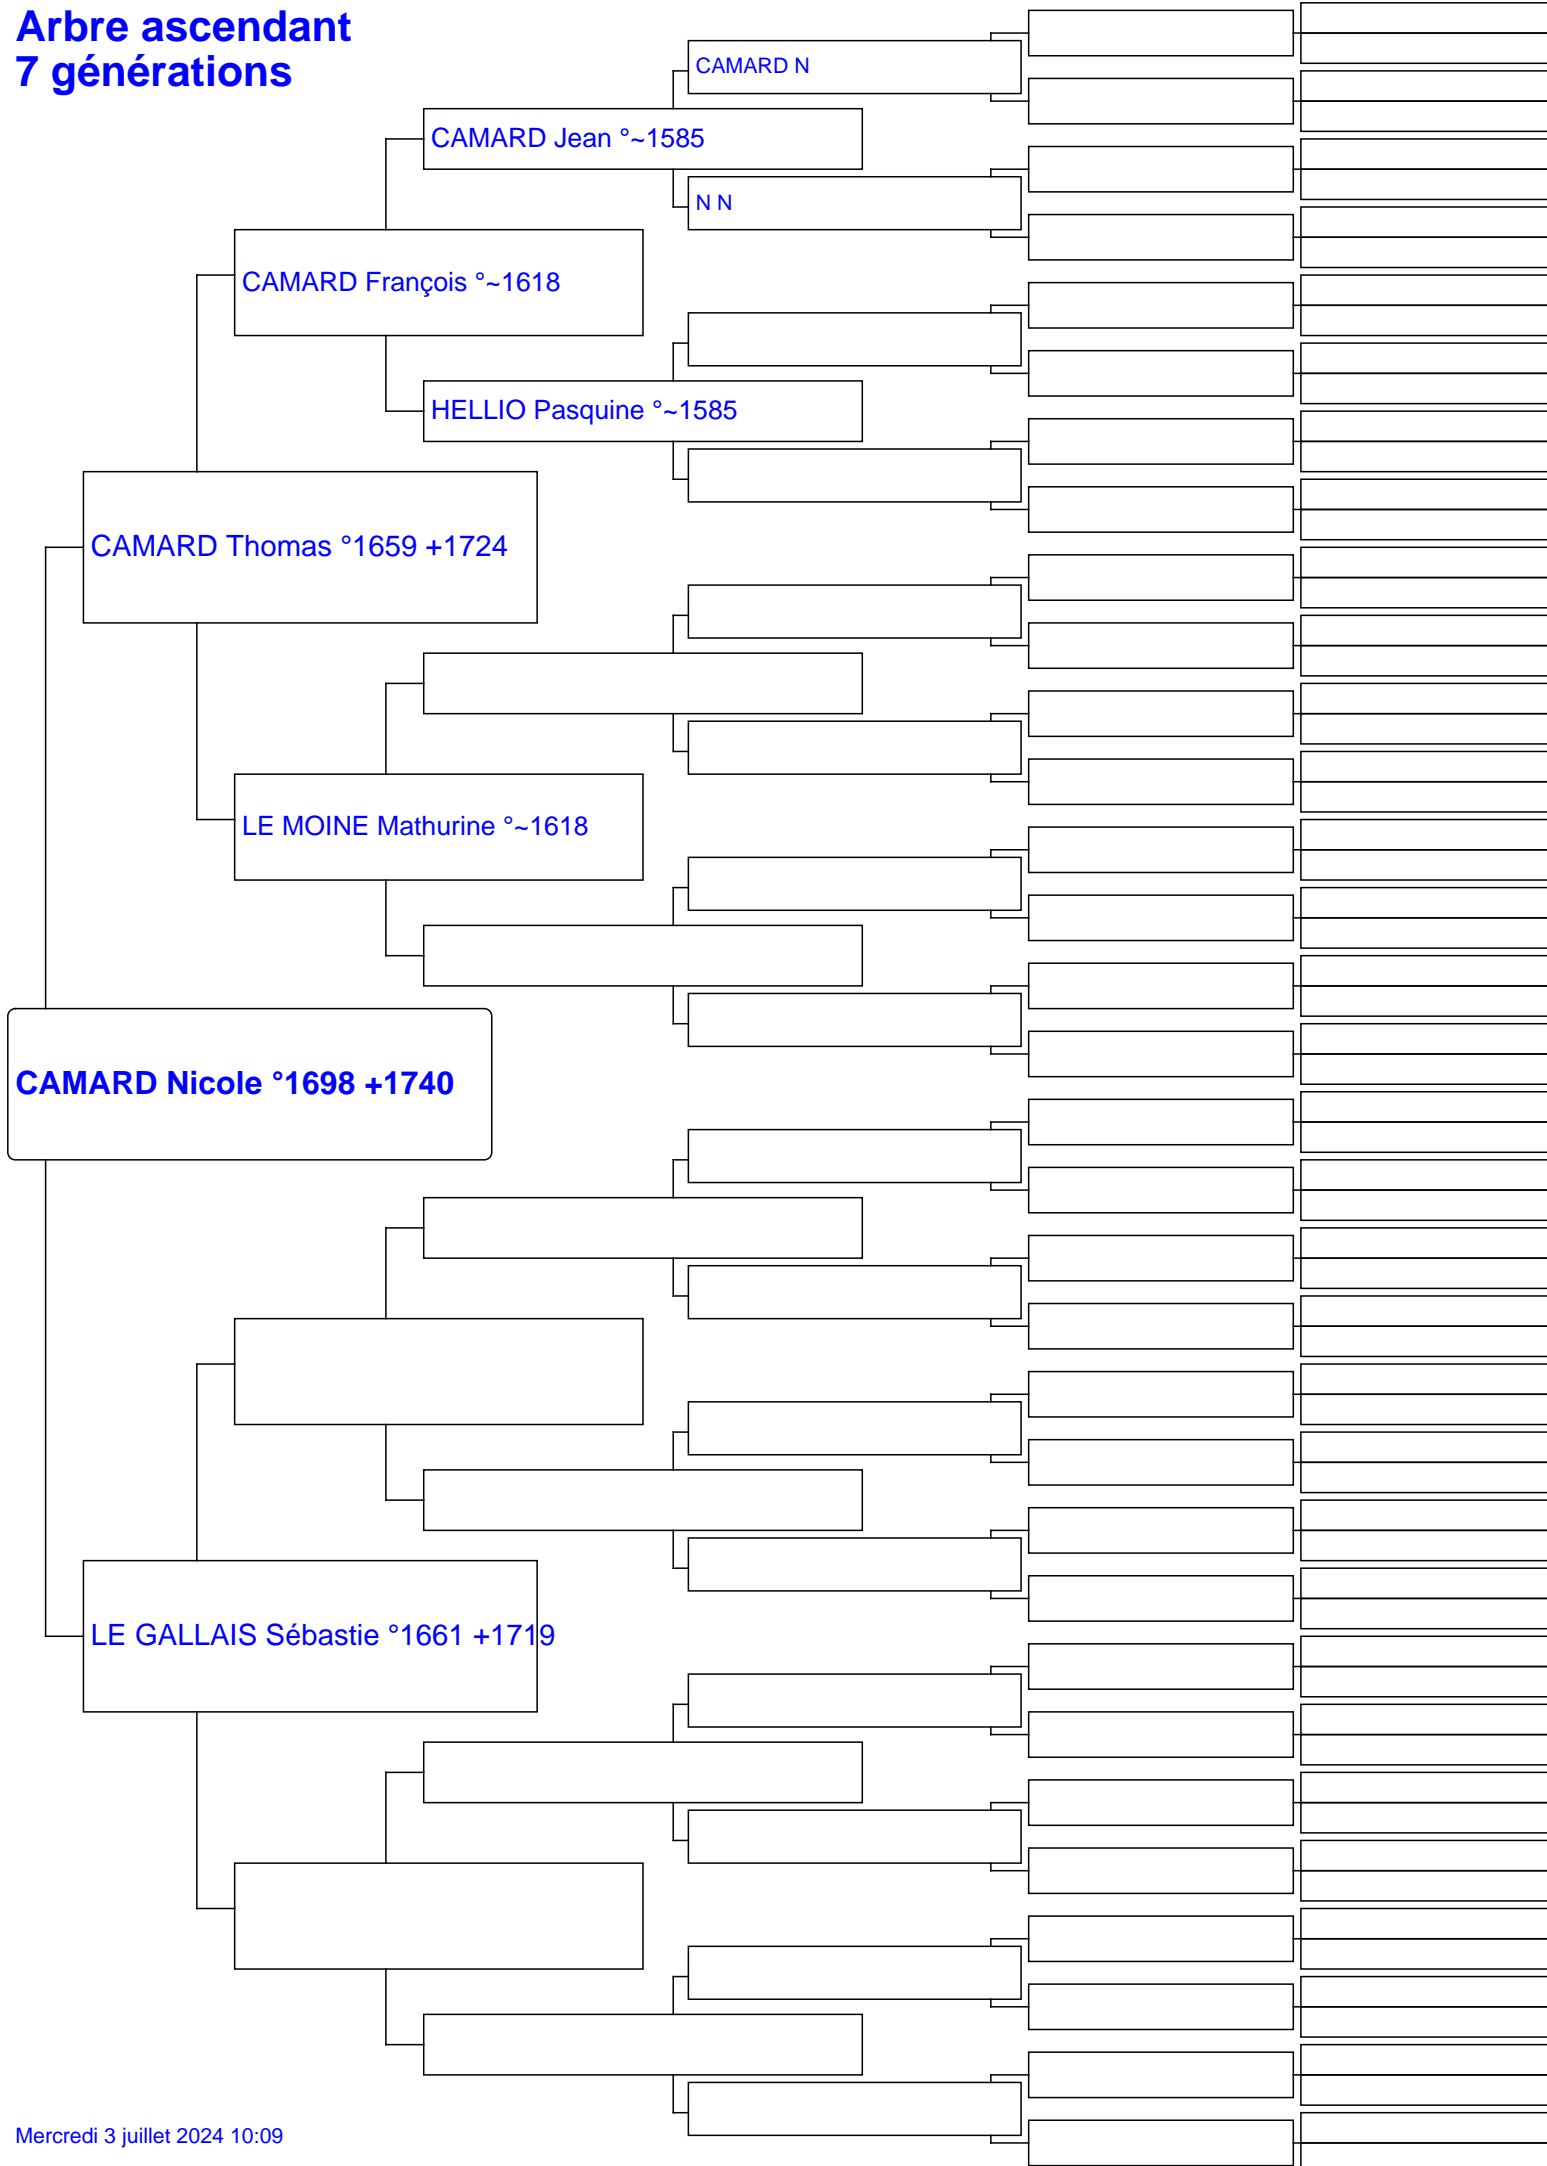 Arbre ascendant
7 générations
CAMARD N
CAMARD Jean °~1585
N N
CAMARD François °~1618
HELLIO Pasquine °~1585
CAMARD Thomas °1659 +1724
LE MOINE Mathurine °~1618
CAMARD Nicole °1698 +1740
LE GALLAIS Sébastie °1661 +1719
Mercredi 3 juillet 2024 10:09